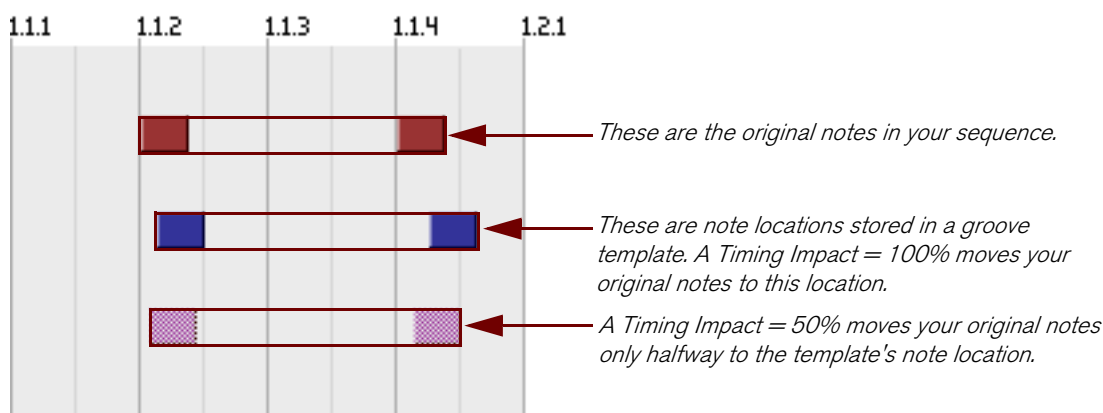 1.1.1 1.1.2 1.1.3 1.1.4 1.2.1
These are the original notes in your sequence.
These are note locations stored in a groove
template. A Timing Impact = 100% moves your
original notes to this location.
A Timing Impact = 50% moves your original notes
only halfway to the template's note location.